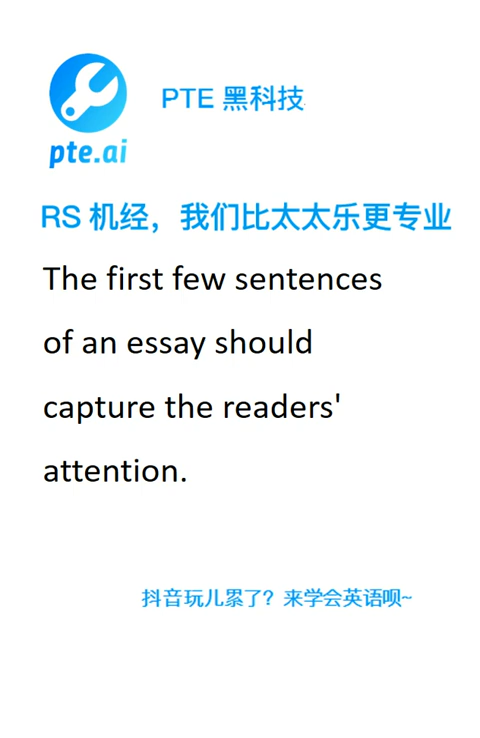 PTE 黑科技
pte.ai
RS 机经，我们比太太乐更专业
The first few sentences
of an essay should
capture the readers'
attention.
抖音玩儿累了？来学会英语呗~